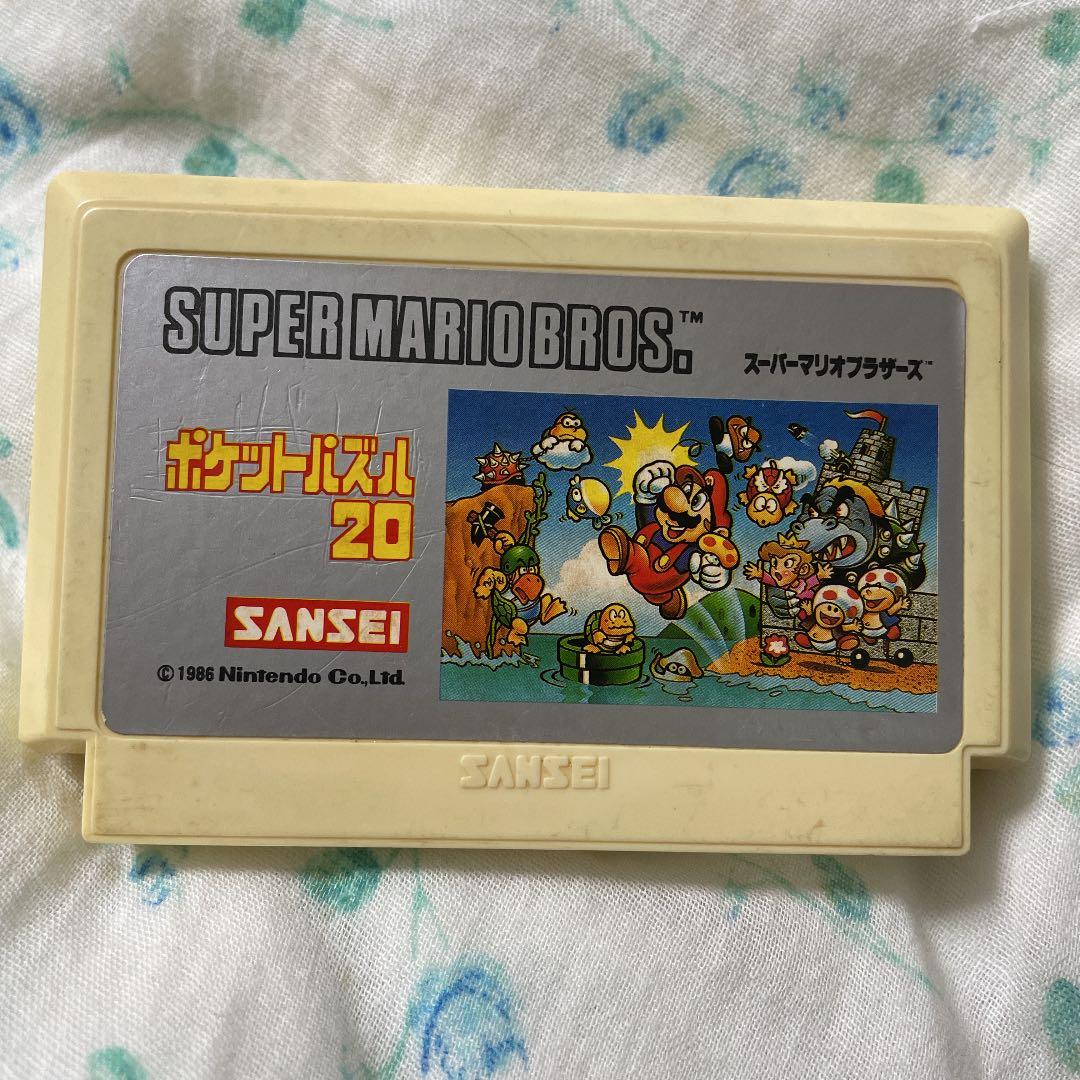 SUPER MARIO BROS.™
スーパーマリオブラザーズ™
ポケットパズル
20
SANSEI
©1986 Nintendo Co.,Ltd.
SANSEI